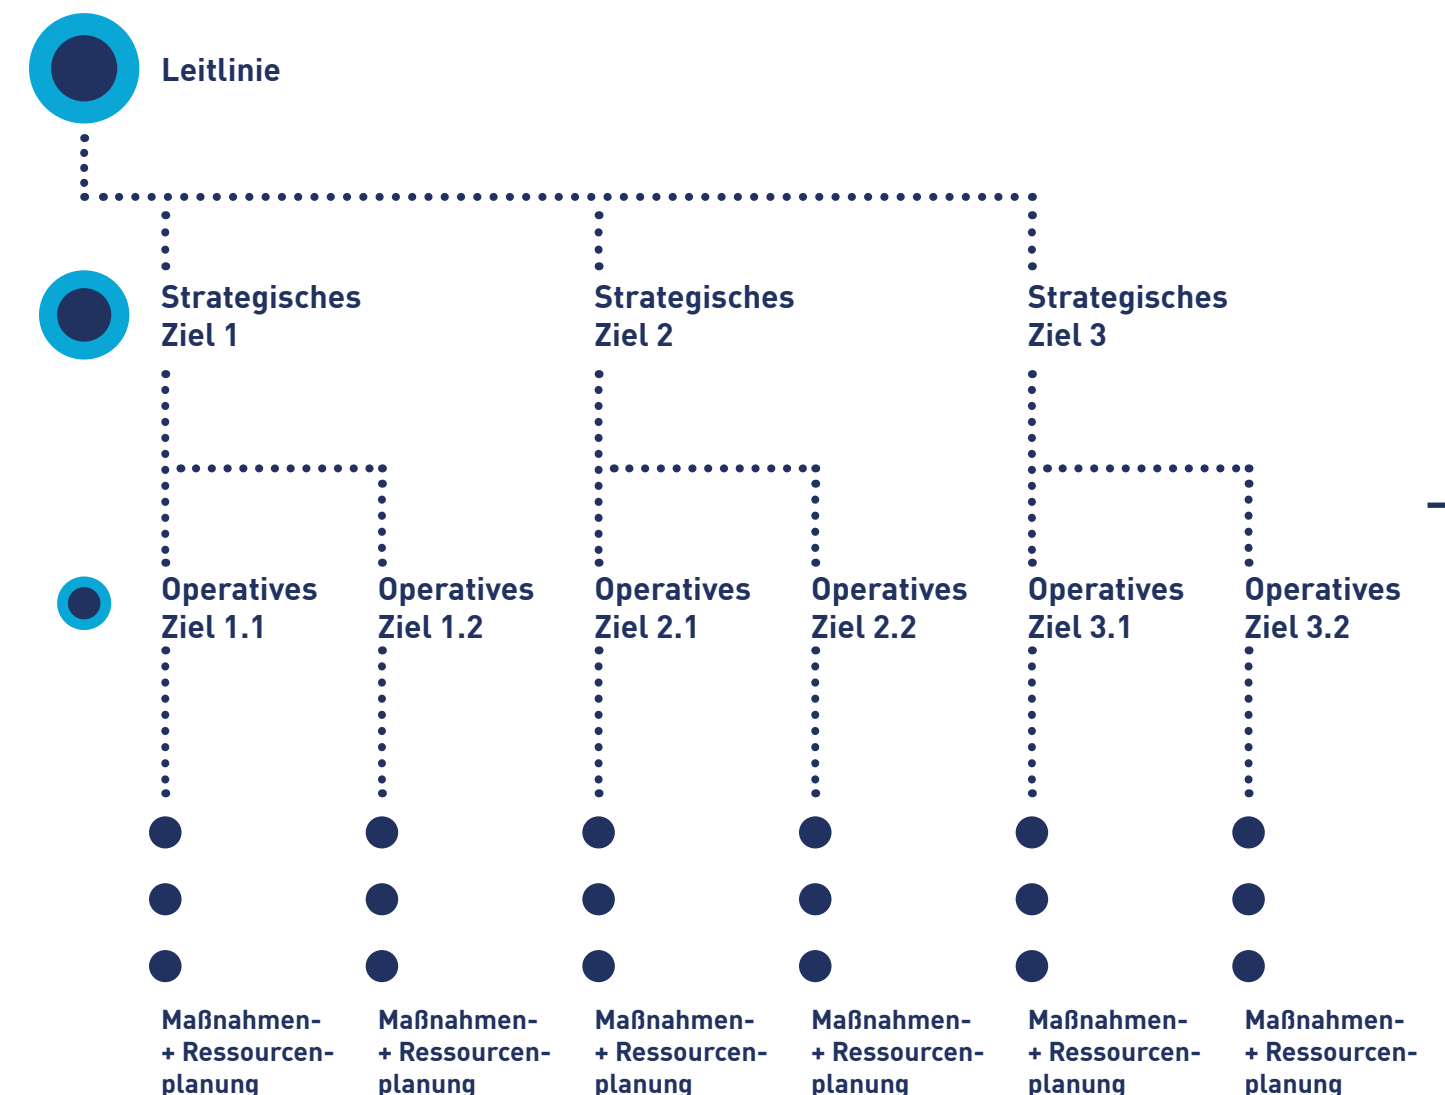 Leitlinie
Strategisches
Ziel 1
Strategisches
Ziel 2
Strategisches
Ziel 3
Operatives
Ziel 1.1
Operatives
Ziel 1.2
Operatives
Ziel 2.1
Operatives
Ziel 2.2
Operatives
Ziel 3.1
Operatives
Ziel 3.2
Maßnahmen-
+ Ressourcen-
planung
Maßnahmen-
+ Ressourcen-
planung
Maßnahmen-
+ Ressourcen-
planung
Maßnahmen-
+ Ressourcen-
planung
Maßnahmen-
+ Ressourcen-
planung
Maßnahmen-
+ Ressourcen-
planung